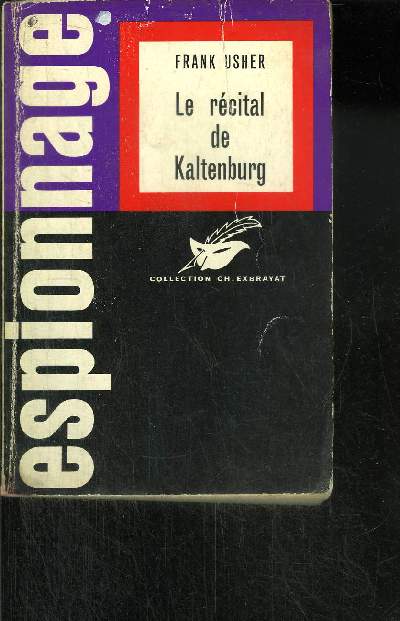 espionnage
FRANK USHER
Le récital
de
Kaltenburg
COLLECTION CH. EXBRAYAT